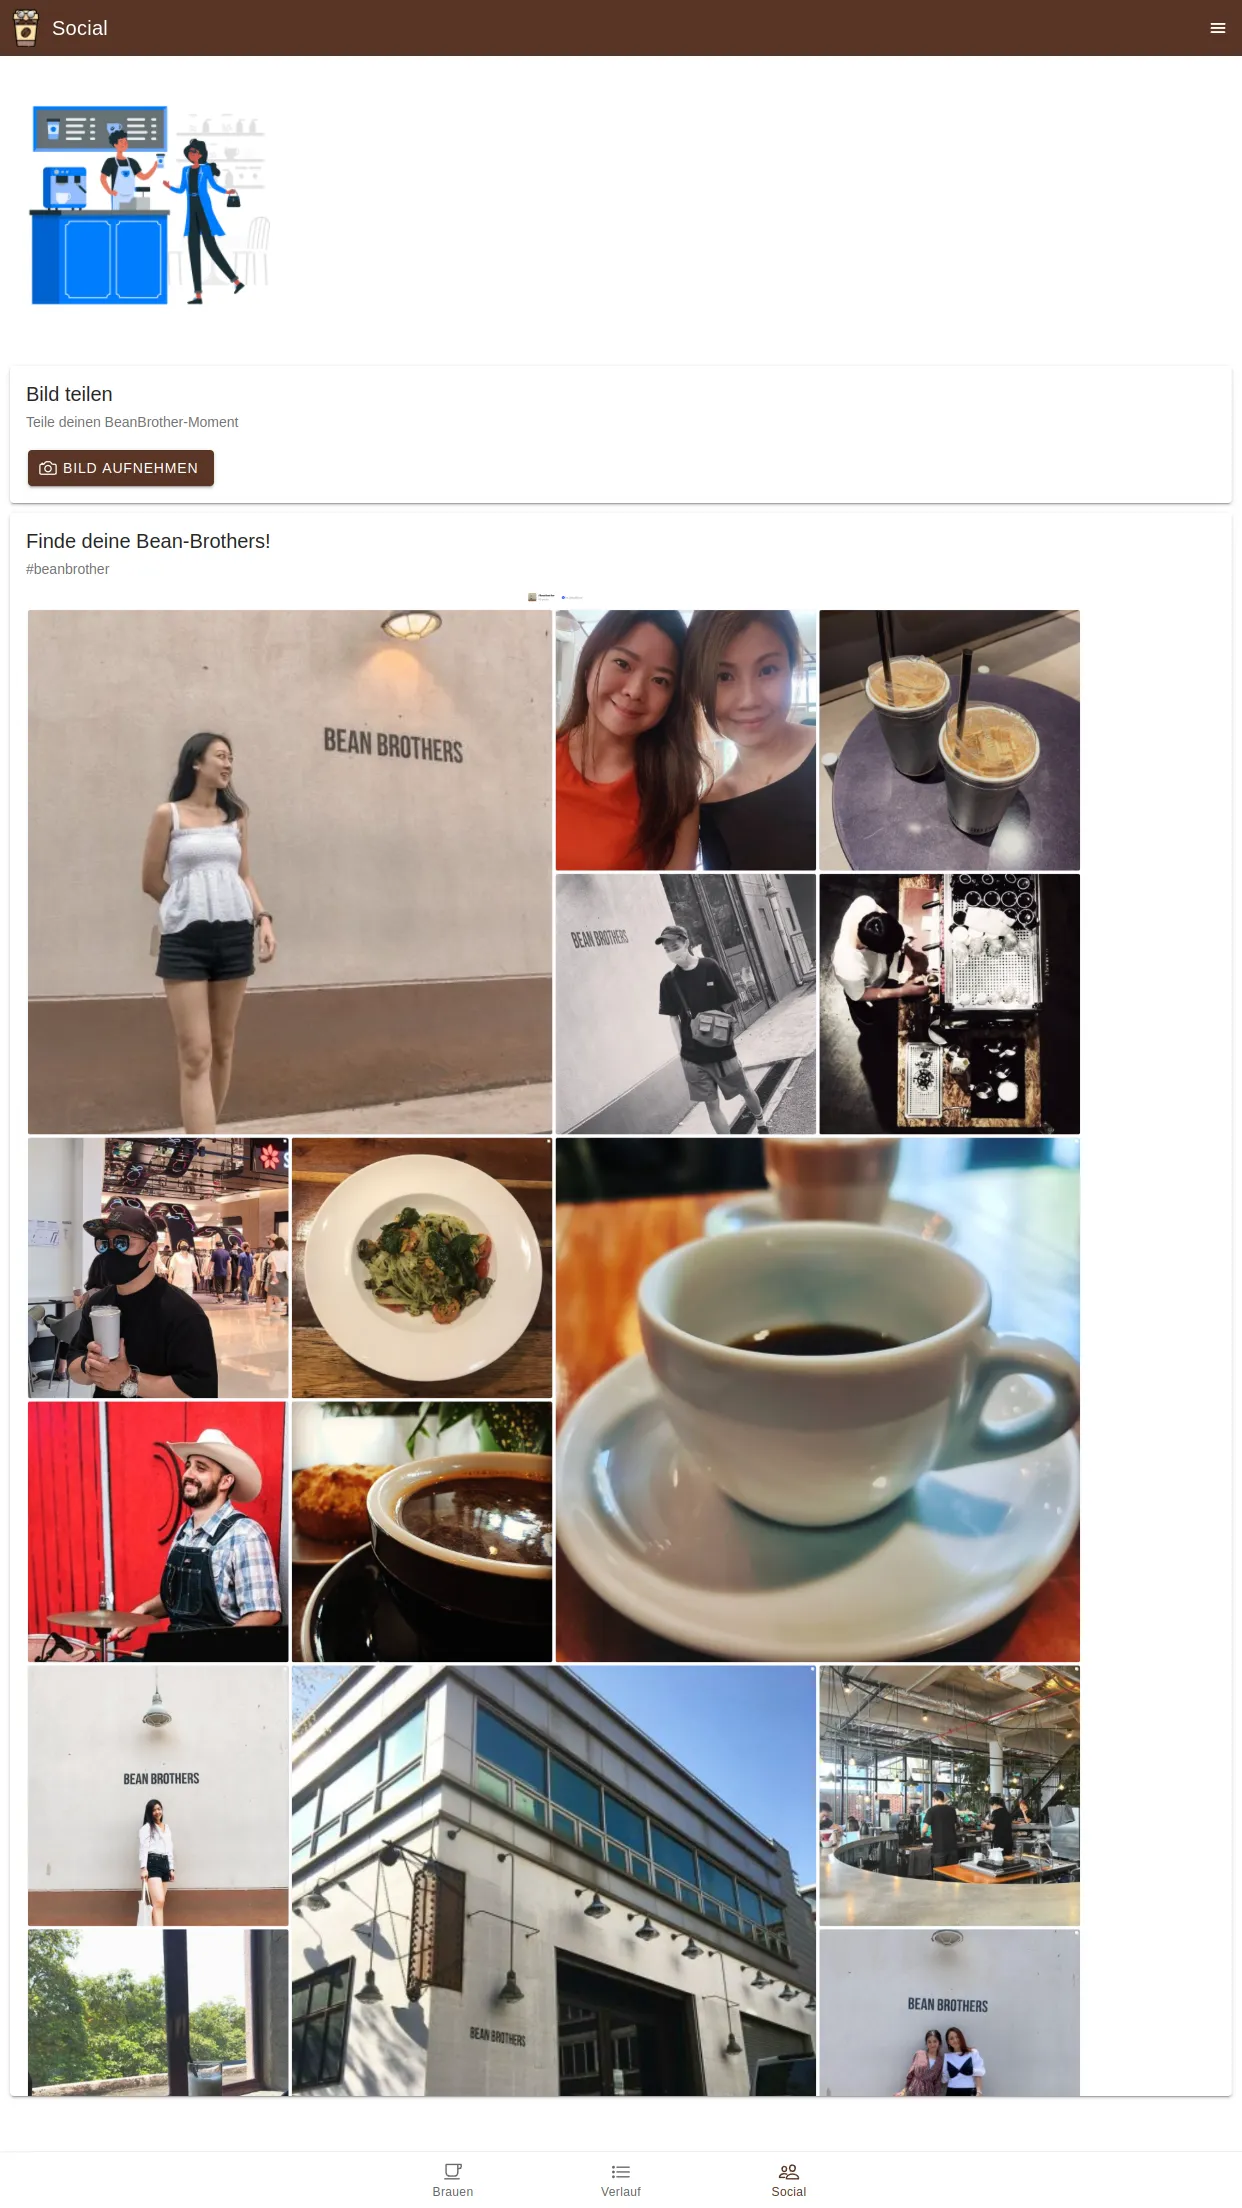 Social
Bild teilen
Teile deinen BeanBrother-Moment
BILD AUFNEHMEN
Finde deine Bean-Brothers!
#beanbrother
BEAN BROTHERS
BEAN BROTHERS
BEAN BROTHERS
BEAN BROTHERS
BEAN BROTHERS
Brauen
Verlauf
Social